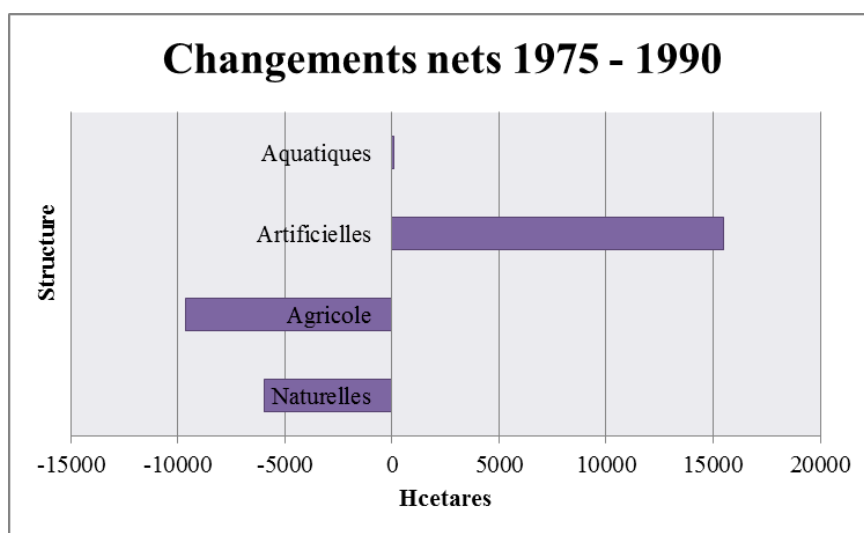 Changements nets 1975 - 1990
Structure
Aquatiques
Artificielles
Agricole
Naturelles
-15000 -10000 -5000 0 5000 10000 15000 20000
Hcetares